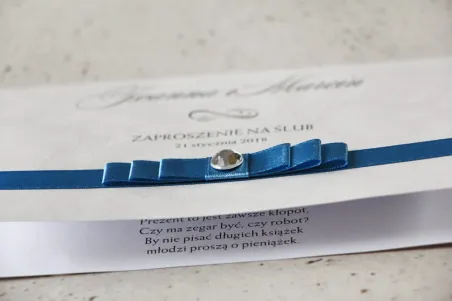 i Marcin
ZAPROSZENIE NA ŚLUB
21 stycznia 2018
Prezent to jest zawsze kłopot.
Czy ma zegar być, czy robot?
By nie pisać długich książek
młodzi proszą o pieniążek.